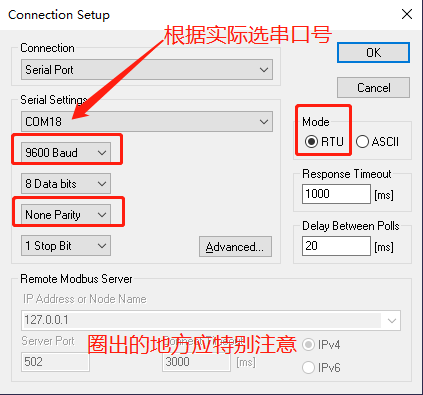 Connection Setup
根据实际选串口号
Connection
Serial Port
OK
Cancel
Serial Settings
COM18
9600 Baud
8 Data bits
None Parity
1 Stop Bit
Advanced...
Mode
RTU
ASCII
Response Timeout
1000 [ms]
Delay Between Polls
20 [ms]
Remote Modbus Server
IP Address or Node Name
127.0.0.1
圈出的地方应特别注意
Server Port
502
3000 [ms]
IPv4
IPv6